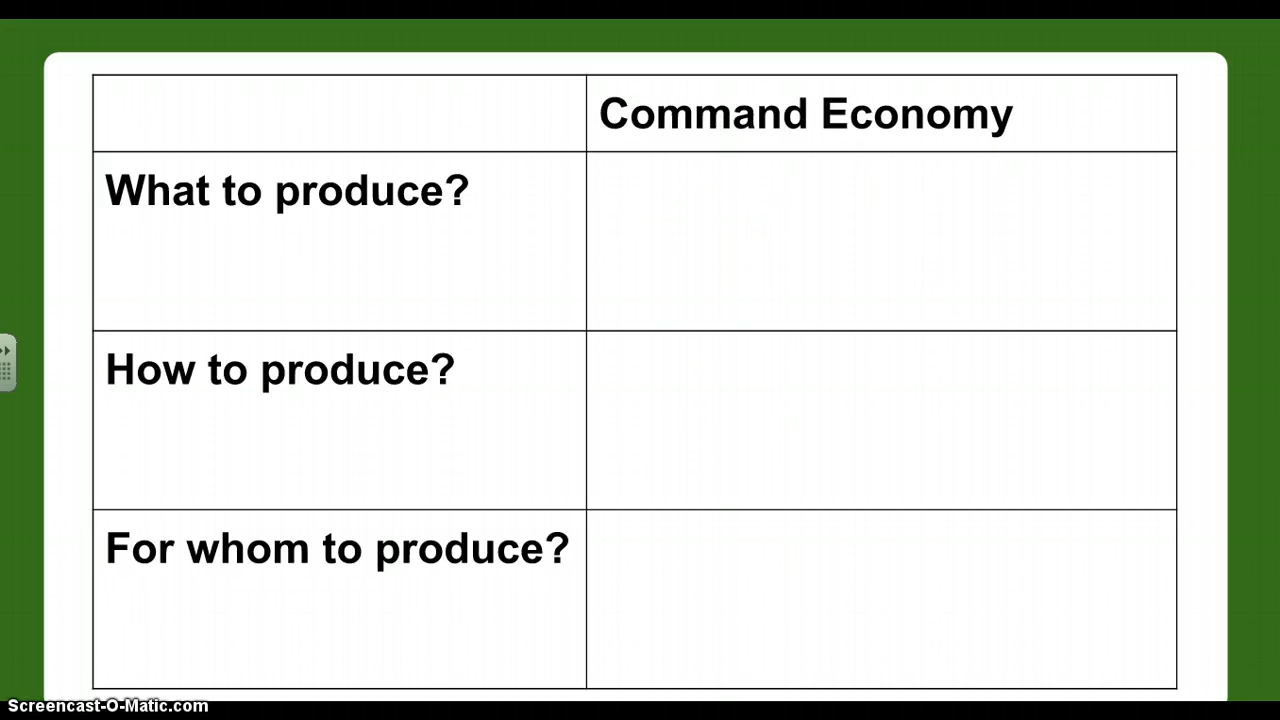 Command Economy
What to produce?
How to produce?
For whom to produce?
Screencast-O-Matic.com